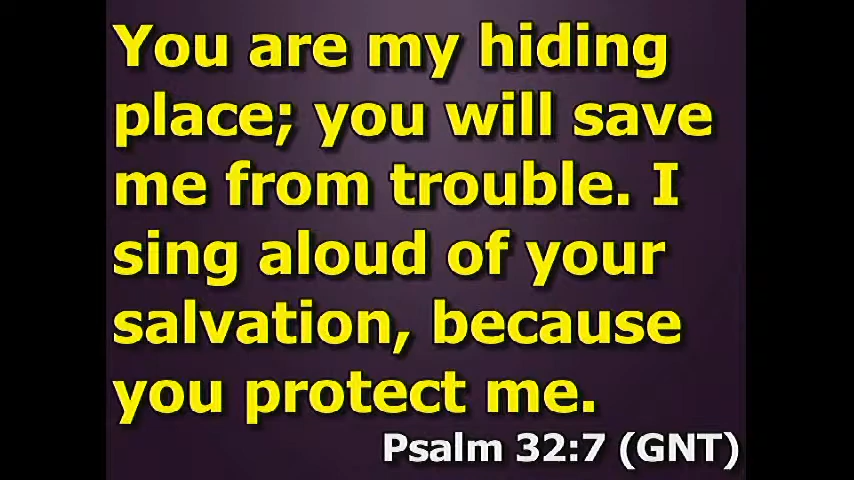 You are my hiding
place; you will save
me from trouble. I
sing aloud of your
salvation, because
you protect me.
Psalm 32:7 (GNT)